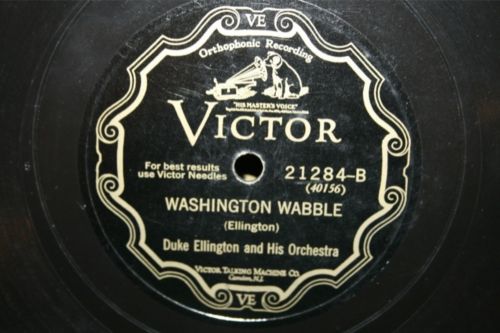 VE
Orthophonic Recording
"HIS MASTER'S VOICE"
VICTOR
For best results
use Victor Needles
21284-B
(40156)
WASHINGTON WABBLE
(Ellington)
Duke Ellington and His Orchestra
VICTOR TALKING MACHINE CO.
Camden, N.J.
VE